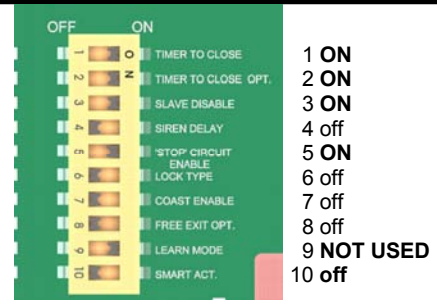 OFF ON
1 O TIMER TO CLOSE
2 N TIMER TO CLOSE OPT.
3 SLAVE DISABLE
4 SIREN DELAY
5 'STOP' CIRCUIT
ENABLE
6 LOCK TYPE
7 COAST ENABLE
8 FREE EXIT OPT.
9 LEARN MODE
10 SMART ACT.
1 ON
2 ON
3 ON
4 off
5 ON
6 off
7 off
8 off
9 NOT USED
10 off